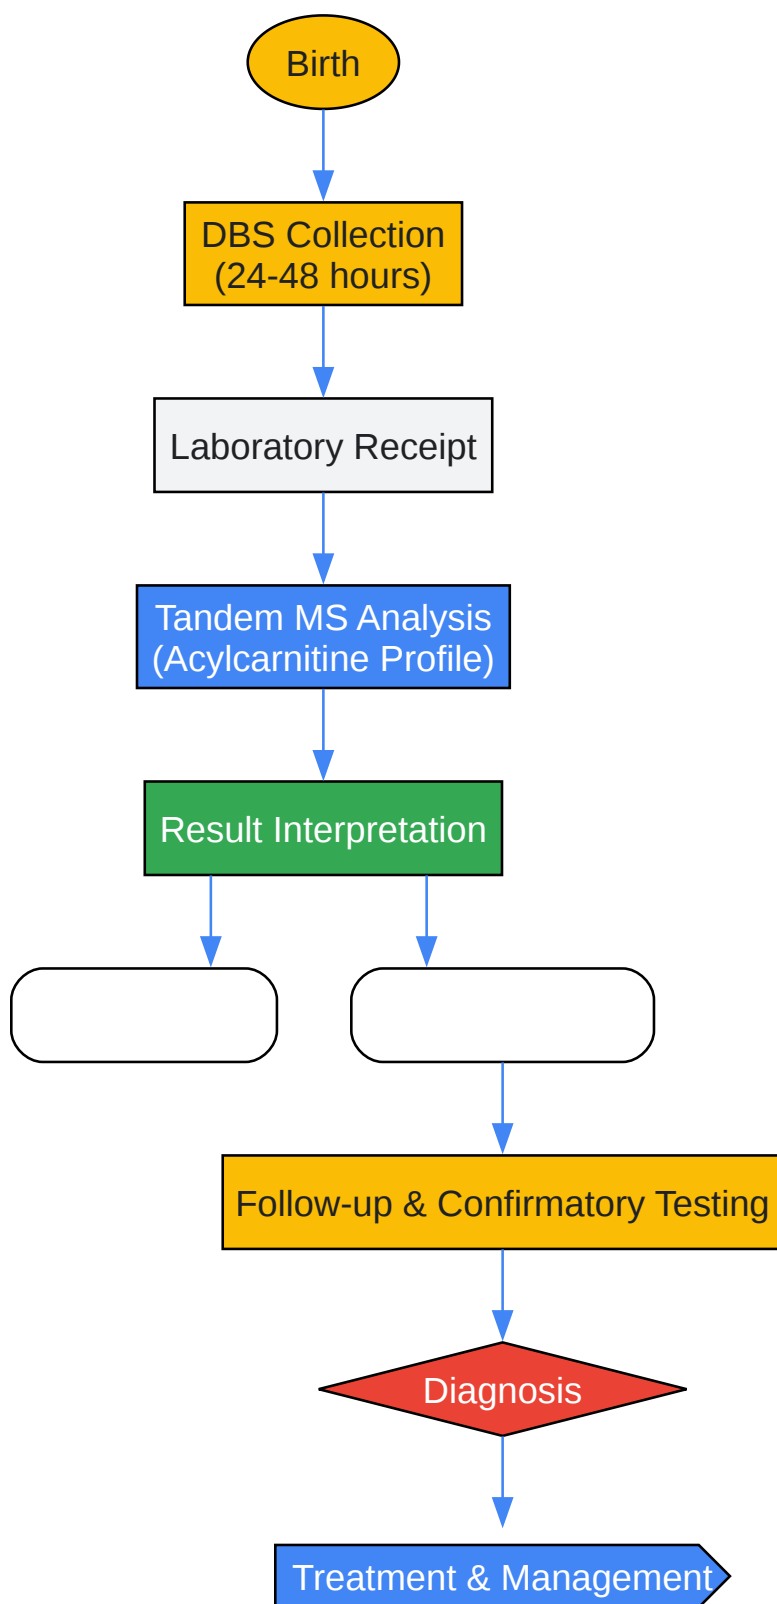 Birth
DBS Collection
(24-48 hours)
Laboratory Receipt
Tandem MS Analysis
(Acylcarnitine Profile)
Result Interpretation
Follow-up & Confirmatory Testing
Diagnosis
Treatment & Management